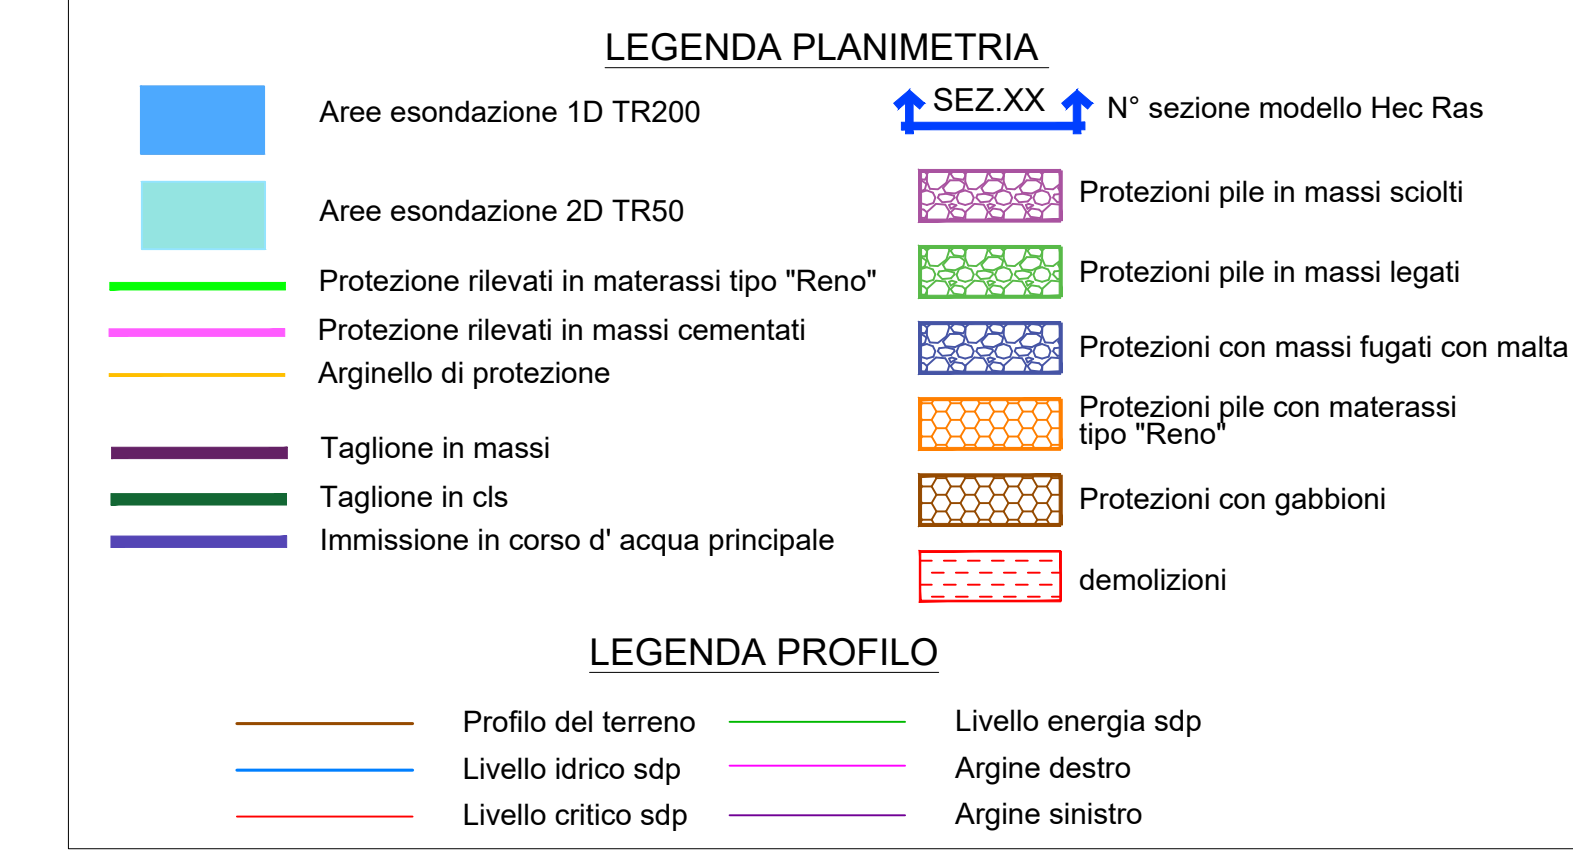 LEGENDA PLANIMETRIA
Aree esondazione 1D TR200
Aree esondazione 2D TR50
Protezione rilevati in materassi tipo "Reno"
Protezione rilevati in massi cementati
Arginello di protezione
Taglione in massi
Taglione in cls
Immissione in corso d' acqua principale
SEZ.XX N° sezione modello Hec Ras
Protezioni pile in massi sciolti
Protezioni pile in massi legati
Protezioni con massi fugati con malta
Protezioni pile con materassi
tipo "Reno"
Protezioni con gabbioni
demolizioni
LEGENDA PROFILO
Profilo del terreno
Livello idrico sdp
Livello critico sdp
Livello energia sdp
Argine destro
Argine sinistro